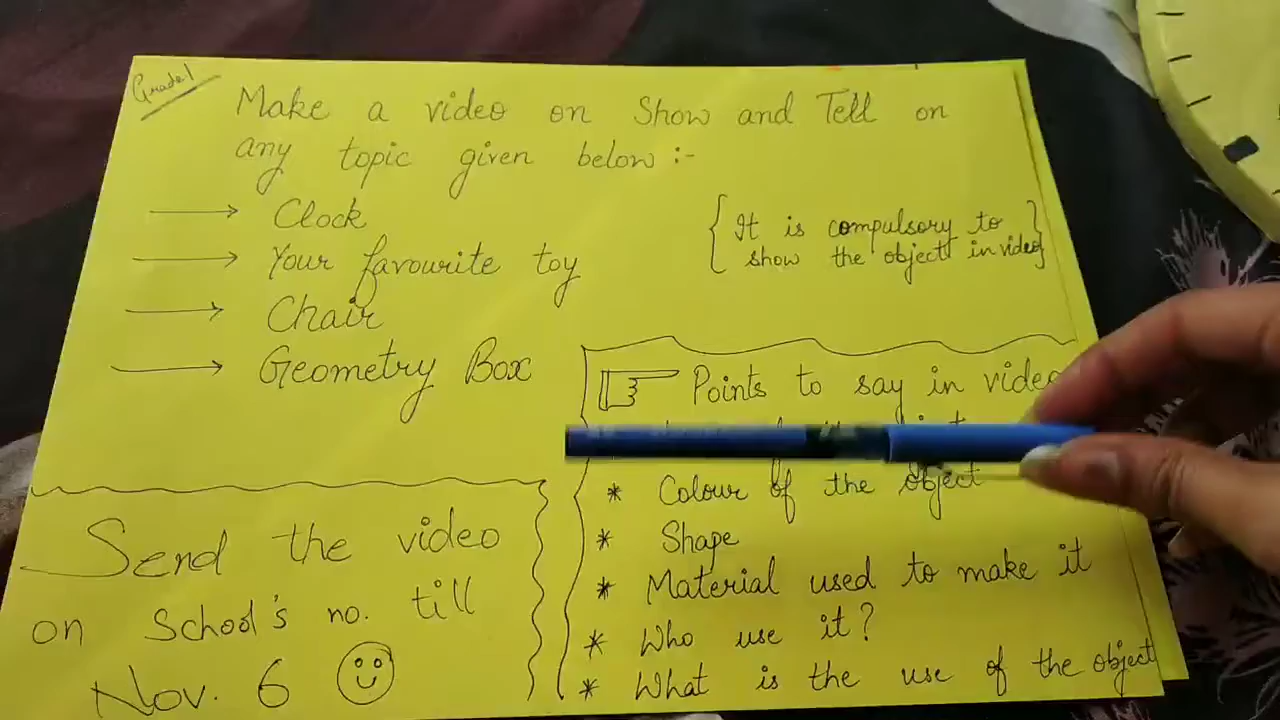 Grade 1
Make a video on Show and Tell on
any topic given below :-
→ Clock
→ Your favourite toy
→ Chair
→ Geometry Box
{ It is compulsory to
show the object in video }
Points to say in video
* Colour of the object
* Shape
* Material used to make it
* Who use it?
* What is the use of the object
Send the video
on School's no. till
Nov. 6